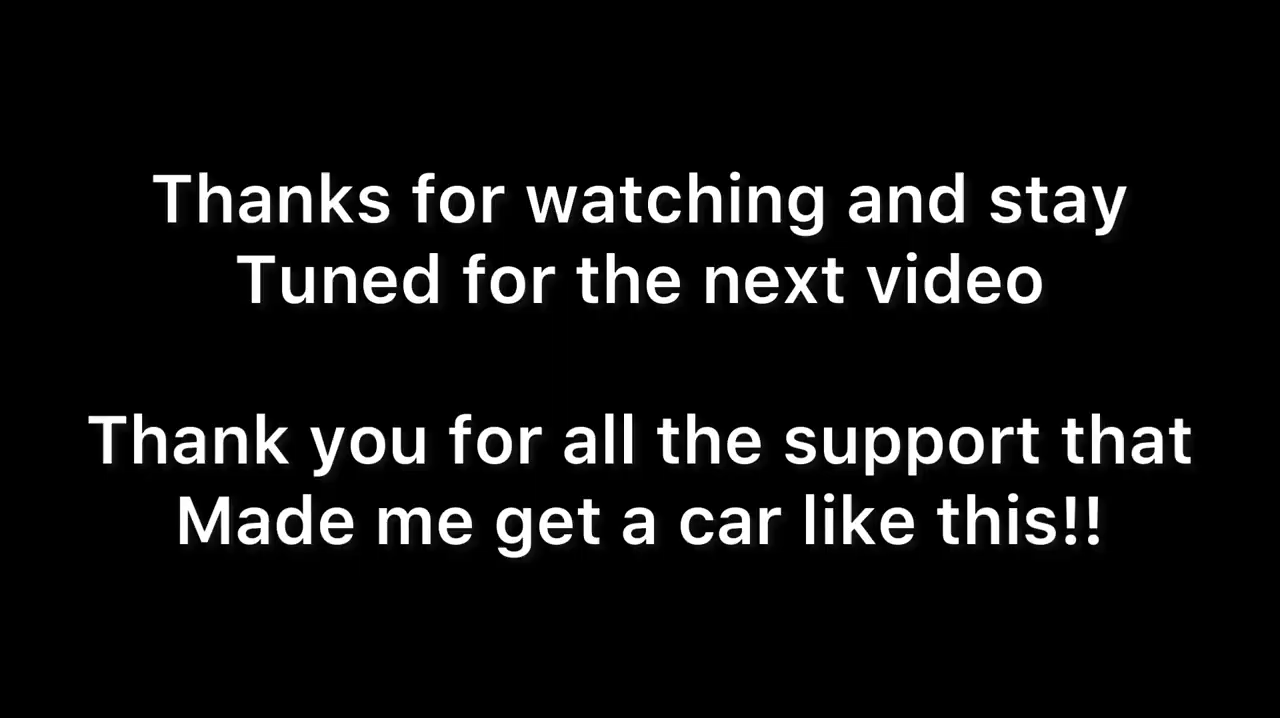 Thanks for watching and stay
Tuned for the next video
Thank you for all the support that
Made me get a car like this!!